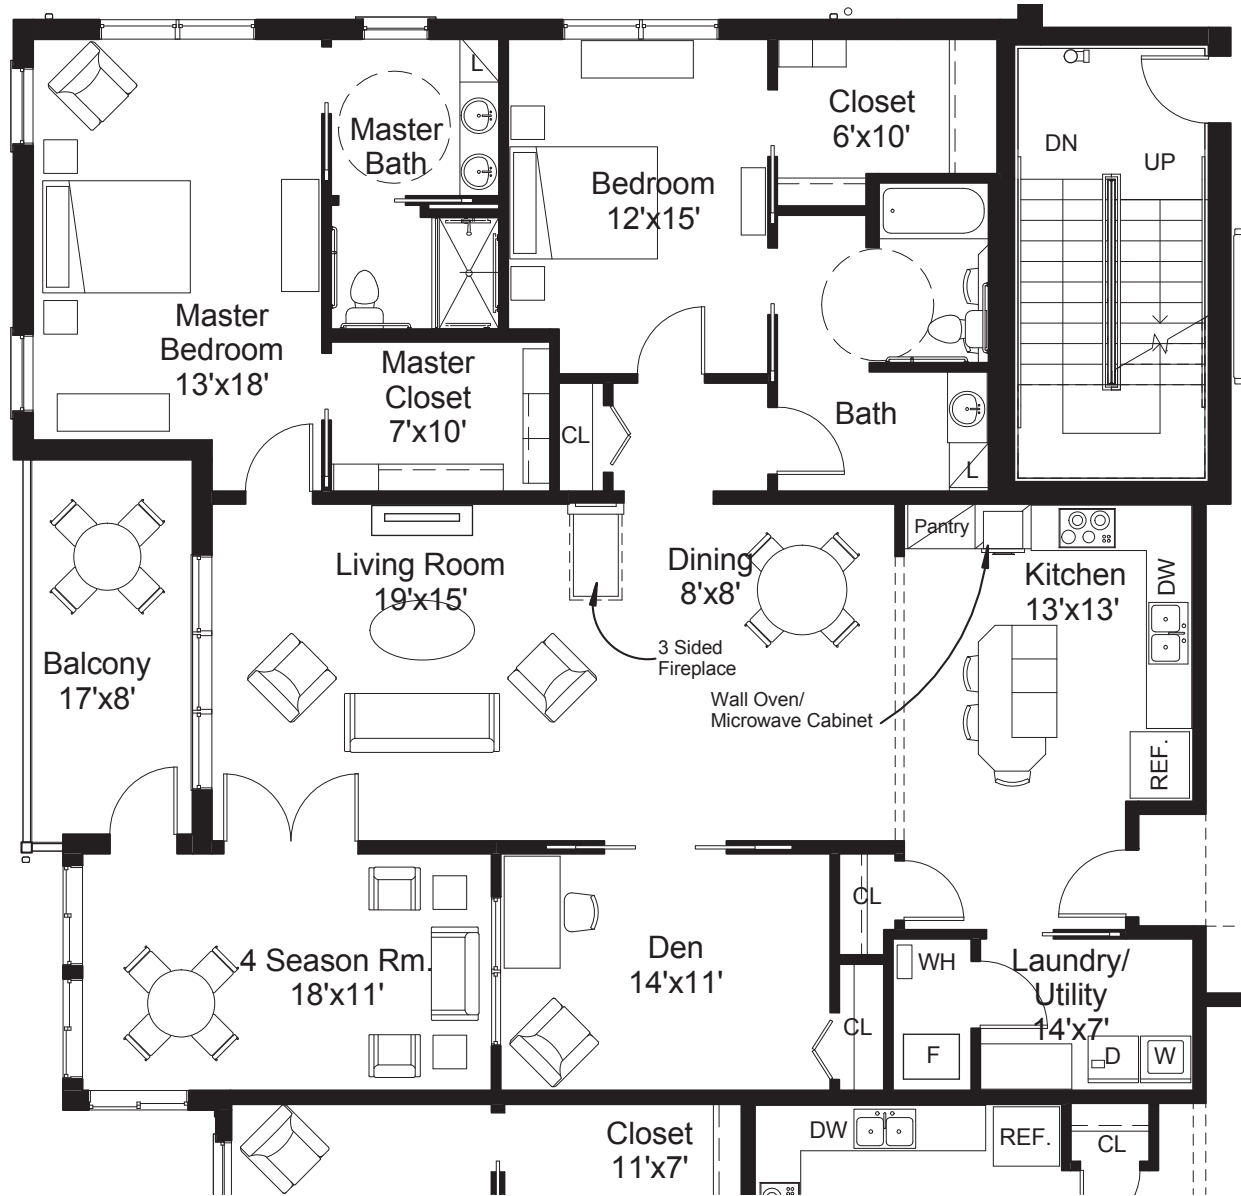 L
Master
Bath
Closet
6'x10'
DN
UP
Bedroom
12'x15'
Master
Bedroom
13'x18'
Master
Closet
7'x10'
CL
Bath
L
Pantry
Living Room
19'x15'
Dining
8'x8'
Kitchen
13'x13'
DW
3 Sided
Fireplace
Wall Oven/
Microwave Cabinet
Balcony
17'x8'
REF.
CL
4 Season Rm.
18'x11'
Den
14'x11'
WH
Laundry/
Utility
14'x7'
CL
F
D
W
Closet
11'x7'
DW
REF.
CL